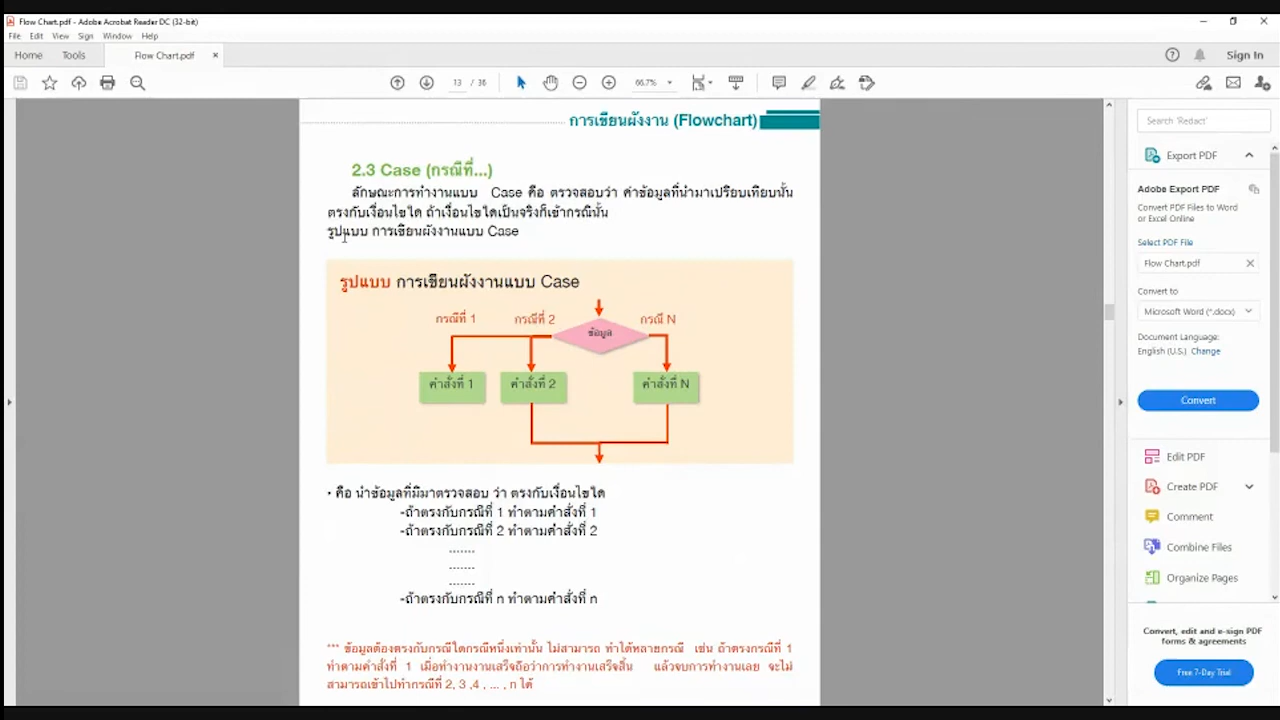 Flow Chart.pdf - Adobe Acrobat Reader DC (32-bit)
File Edit View Sign Window Help
Home Tools Flow Chart.pdf × Sign In
13 / 36 66.7%
การเขียนผังงาน (Flowchart)
2.3 Case (กรณีที่...)
ลักษณะการทำงานแบบ Case คือ ตรวจสอบว่า ค่าข้อมูลที่นำมาเปรียบเทียบนั้น
ตรงกับเงื่อนไขใด ถ้าเงื่อนไขใดเป็นจริงก็เข้ากรณีนั้น
รูปแบบ การเขียนผังงานแบบ Case
รูปแบบ การเขียนผังงานแบบ Case
กรณีที่ 1 กรณีที่ 2 ข้อมูล กรณี N
คำสั่งที่ 1 คำสั่งที่ 2 คำสั่งที่ N
• คือ นำข้อมูลที่มีมาตรวจสอบ ว่า ตรงกับเงื่อนไขใด
-ถ้าตรงกับกรณีที่ 1 ทำตามคำสั่งที่ 1
-ถ้าตรงกับกรณีที่ 2 ทำตามคำสั่งที่ 2
.......
.......
.......
-ถ้าตรงกับกรณีที่ n ทำตามคำสั่งที่ n
*** ข้อมูลต้องตรงกับกรณีใดกรณีหนึ่งเท่านั้น ไม่สามารถ ทำได้หลายกรณี เช่น ถ้าตรงกรณีที่ 1
ทำตามคำสั่งที่ 1 เมื่อทำงานงานเสร็จถือว่าการทำงานเสร็จสิ้น แล้วจบการทำงานเลย จะไม่
สามารถเข้าไปทำกรณีที่ 2, 3 ,4 , ... , n ได้
Search 'Redact'
Export PDF
Adobe Export PDF
Convert PDF Files to Word
or Excel Online
Select PDF File
Flow Chart.pdf ×
Convert to
Microsoft Word (*.docx)
Document Language:
English (U.S.) Change
Convert
Edit PDF
Create PDF
Comment
Combine Files
Organize Pages
Convert, edit and e-sign PDF
forms & agreements
Free 7-Day Trial